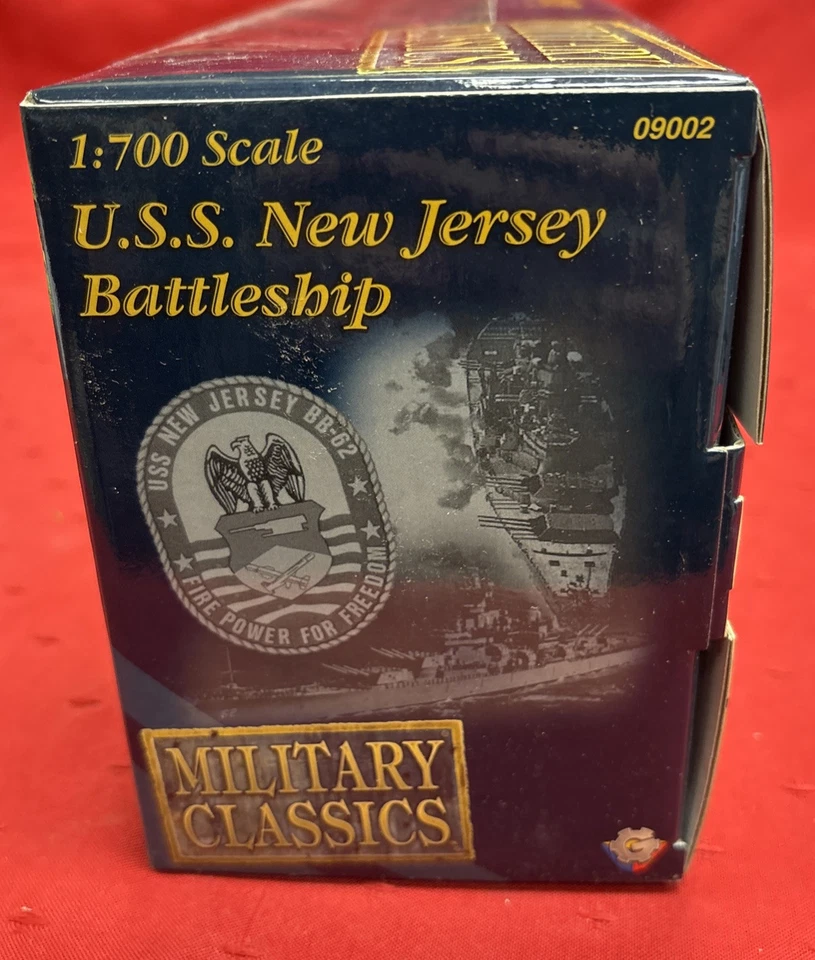 09002
1:700 Scale
U.S.S. New Jersey
Battleship
USS NEW JERSEY BB-62
FIRE POWER FOR FREEDOM
MILITARY
CLASSICS